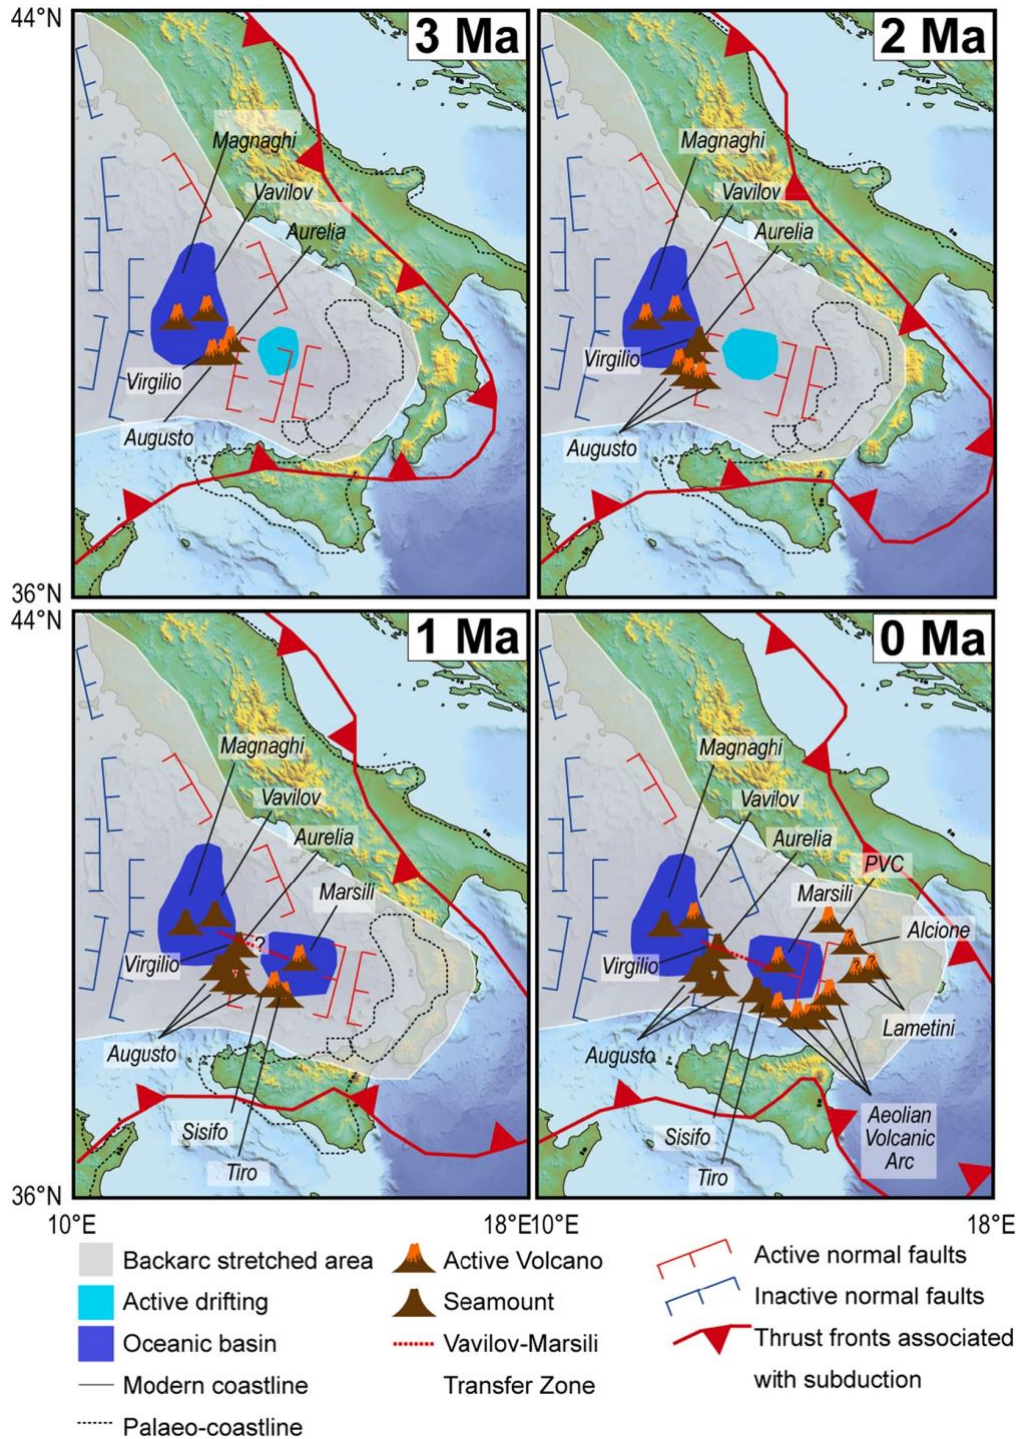 44°N
3 Ma
2 Ma
Magnaghi
Magnaghi
Vavilov
Vavilov
Aurelia
Aurelia
Virgilio
Virgilio
Augusto
Augusto
36°N
44°N
1 Ma
0 Ma
Magnaghi
Magnaghi
Vavilov
Vavilov
Aurelia
Aurelia
PVC
Marsili
Marsili
Alcione
?
?
?
?
Virgilio
Virgilio
Lametini
Augusto
Augusto
Aeolian
Volcanic
Arc
Sisifo
Sisifo
Tiro
Tiro
36°N
10°E
18°E
10°E
18°E
Backarc stretched area
Active drifting
Oceanic basin
Modern coastline
Palaeo-coastline
Active Volcano
Seamount
Vavilov-Marsili
Transfer Zone
Active normal faults
Inactive normal faults
Thrust fronts associated
with subduction